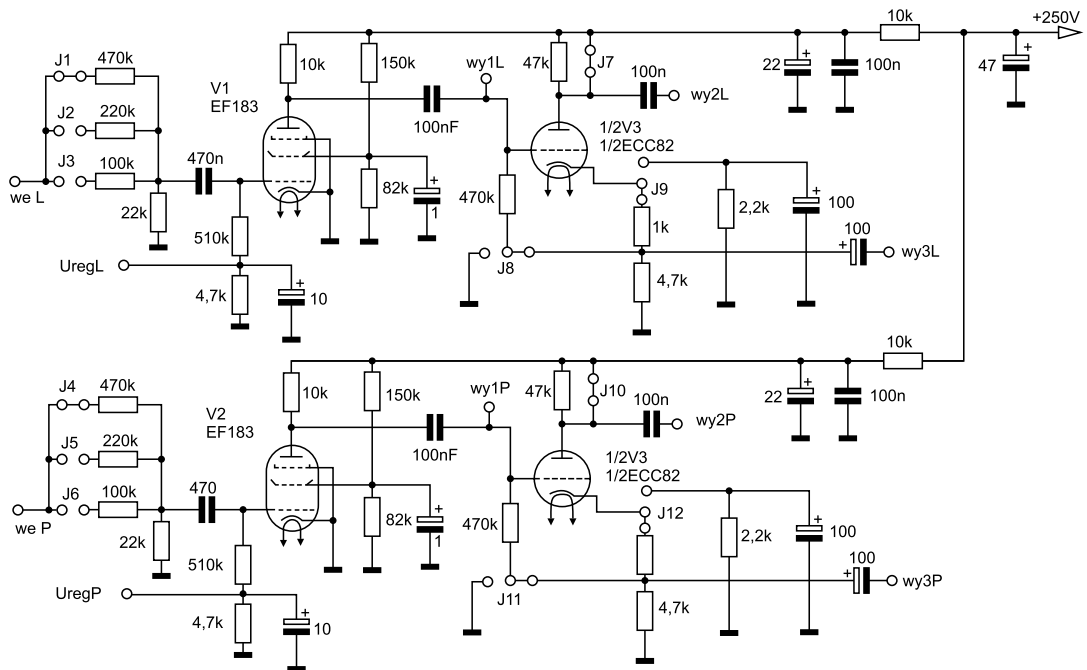 10k
+250V
J1
470k
10k
150k
wy1L
47k
J7
22
+
100n
+
47
100n
wy2L
V1
EF183
J2
220k
100nF
1/2V3
1/2ECC82
J3
100k
470n
we L
22k
82k
+
1
470k
J9
2,2k
+
100
510k
1k
100
+
wy3L
J8
UregL
4,7k
+
10
4,7k
10k
J4
470k
10k
150k
wy1P
47k
J10
22
+
100n
100n
wy2P
V2
EF183
J5
220k
100nF
1/2V3
1/2ECC82
J6
100k
470
we P
22k
82k
+
1
470k
J12
2,2k
+
100
510k
100
+
wy3P
J11
UregP
4,7k
+
10
4,7k